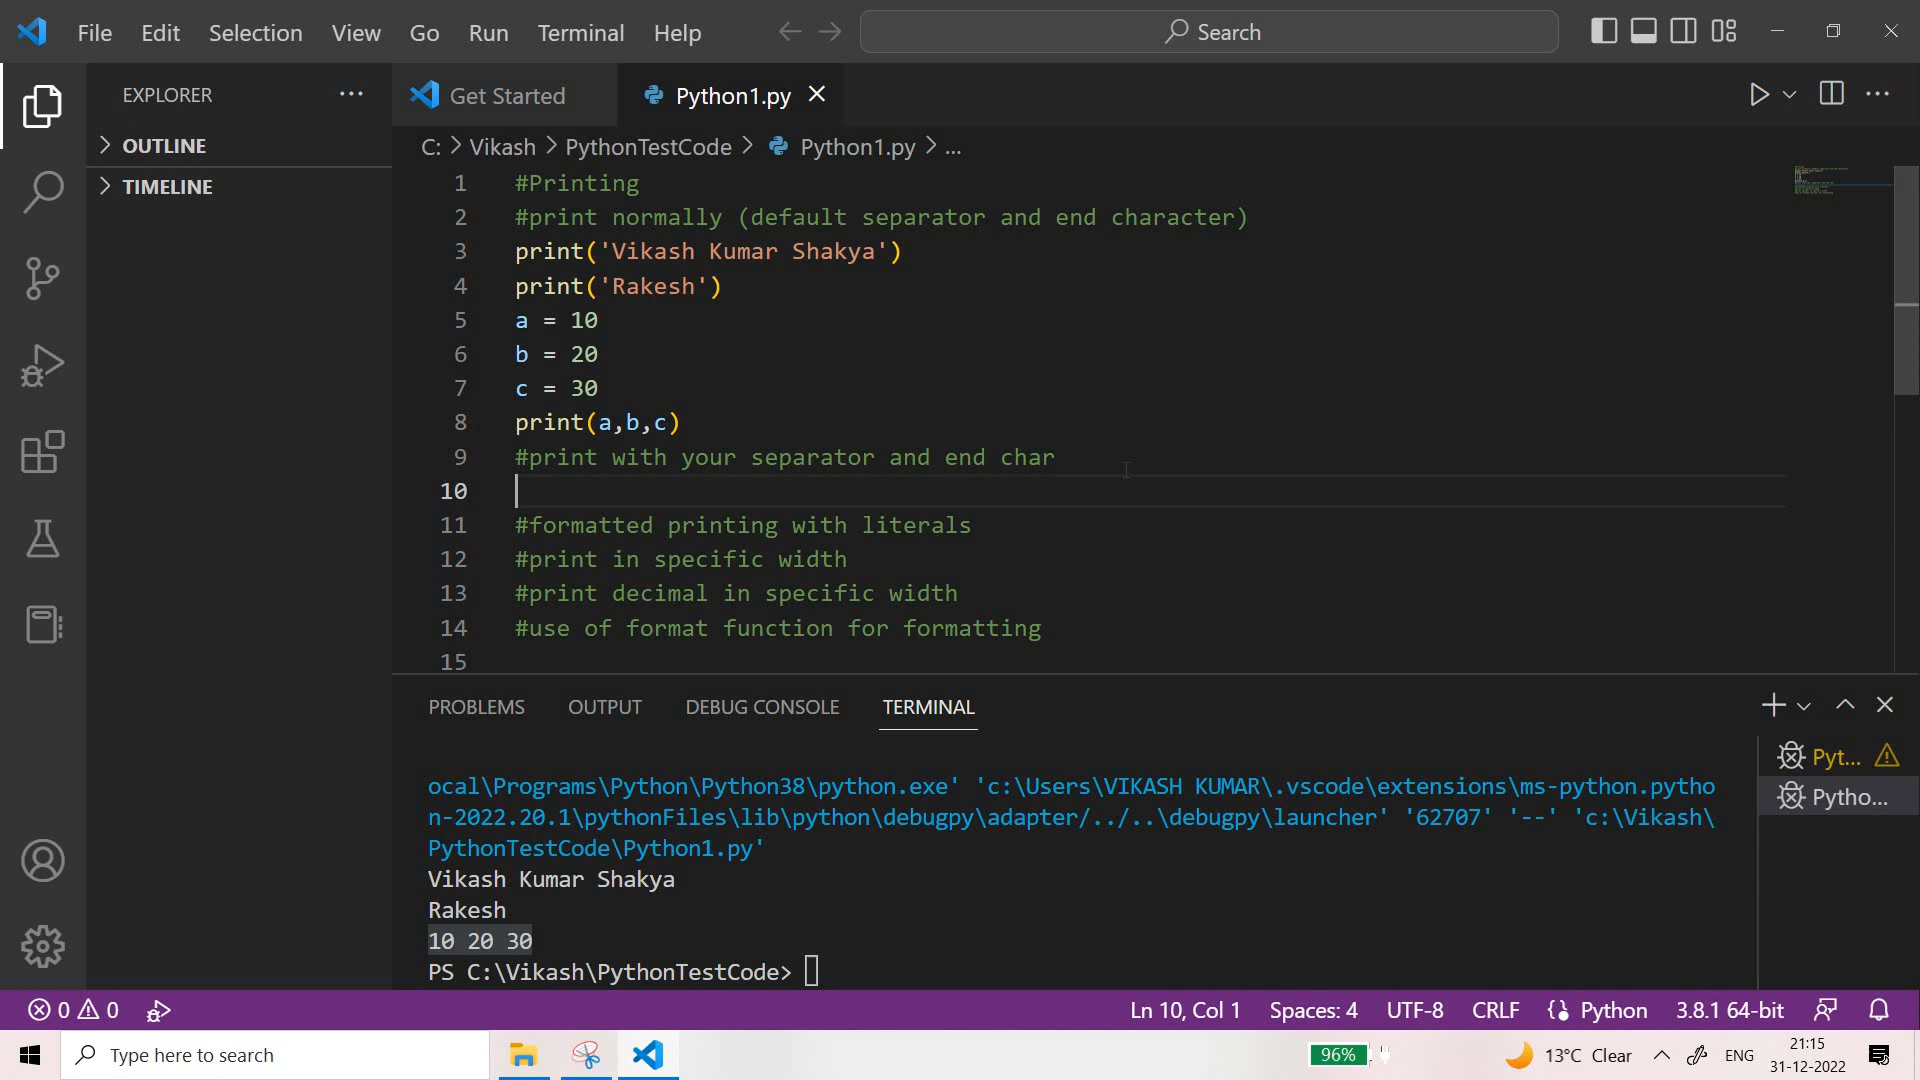 File Edit Selection View Go Run Terminal Help
Search
EXPLORER
OUTLINE
TIMELINE
Get Started
Python1.py
C: > Vikash > PythonTestCode > Python1.py > ...
1 #Printing
2 #print normally (default separator and end character)
3 print('Vikash Kumar Shakya')
4 print('Rakesh')
5 a = 10
6 b = 20
7 c = 30
8 print(a,b,c)
9 #print with your separator and end char
10
11 #formatted printing with literals
12 #print in specific width
13 #print decimal in specific width
14 #use of format function for formatting
15
PROBLEMS OUTPUT DEBUG CONSOLE TERMINAL
Pyt...
Pytho...
ocal\Programs\Python\Python38\python.exe' 'c:\Users\VIKASH KUMAR\.vscode\extensions\ms-python.pytho
n-2022.20.1\pythonFiles\lib\python\debugpy\adapter/../..\debugpy\launcher' '62707' '--' 'c:\Vikash\
PythonTestCode\Python1.py'
Vikash Kumar Shakya
Rakesh
10 20 30
PS C:\Vikash\PythonTestCode>
0 0 Ln 10, Col 1 Spaces: 4 UTF-8 CRLF Python 3.8.1 64-bit
Type here to search
96%
13°C Clear
ENG
21:15
31-12-2022